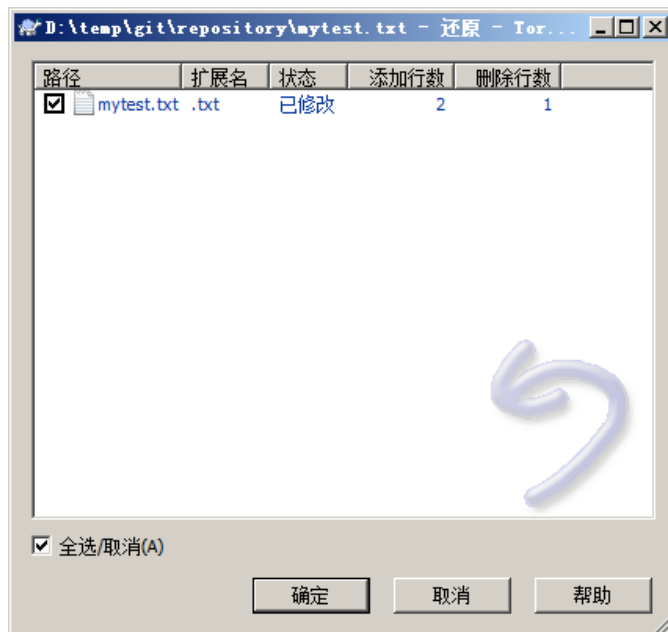 D:\temp\git\repository\mytest.txt - 还原 - Tor...
路径 扩展名 状态 添加行数 删除行数
mytest.txt .txt 已修改 2 1
全选/取消(A)
确定 取消 帮助